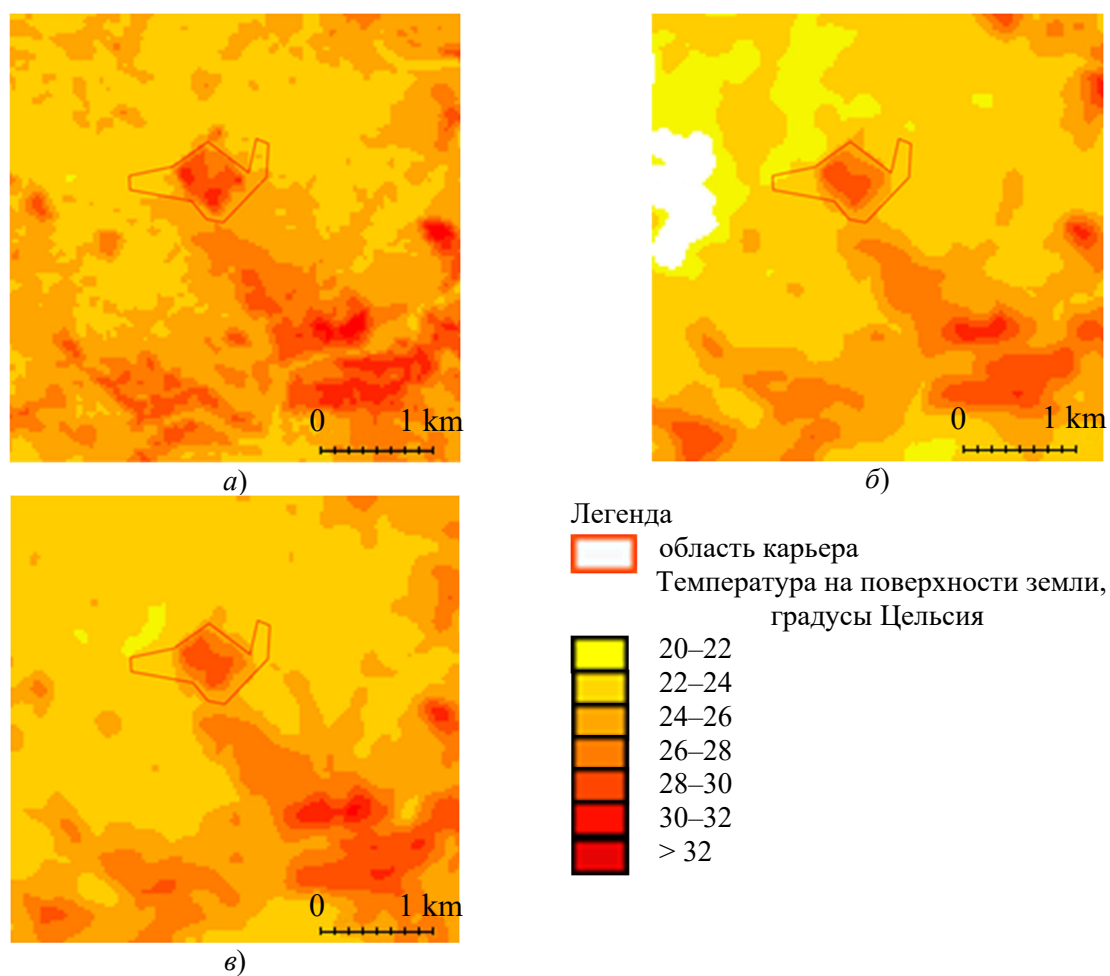 0 1 km
а)
0 1 km
б)
Легенда
область карьера
Температура на поверхности земли,
градусы Цельсия
20–22
22–24
24–26
26–28
28–30
30–32
> 32
0 1 km
в)